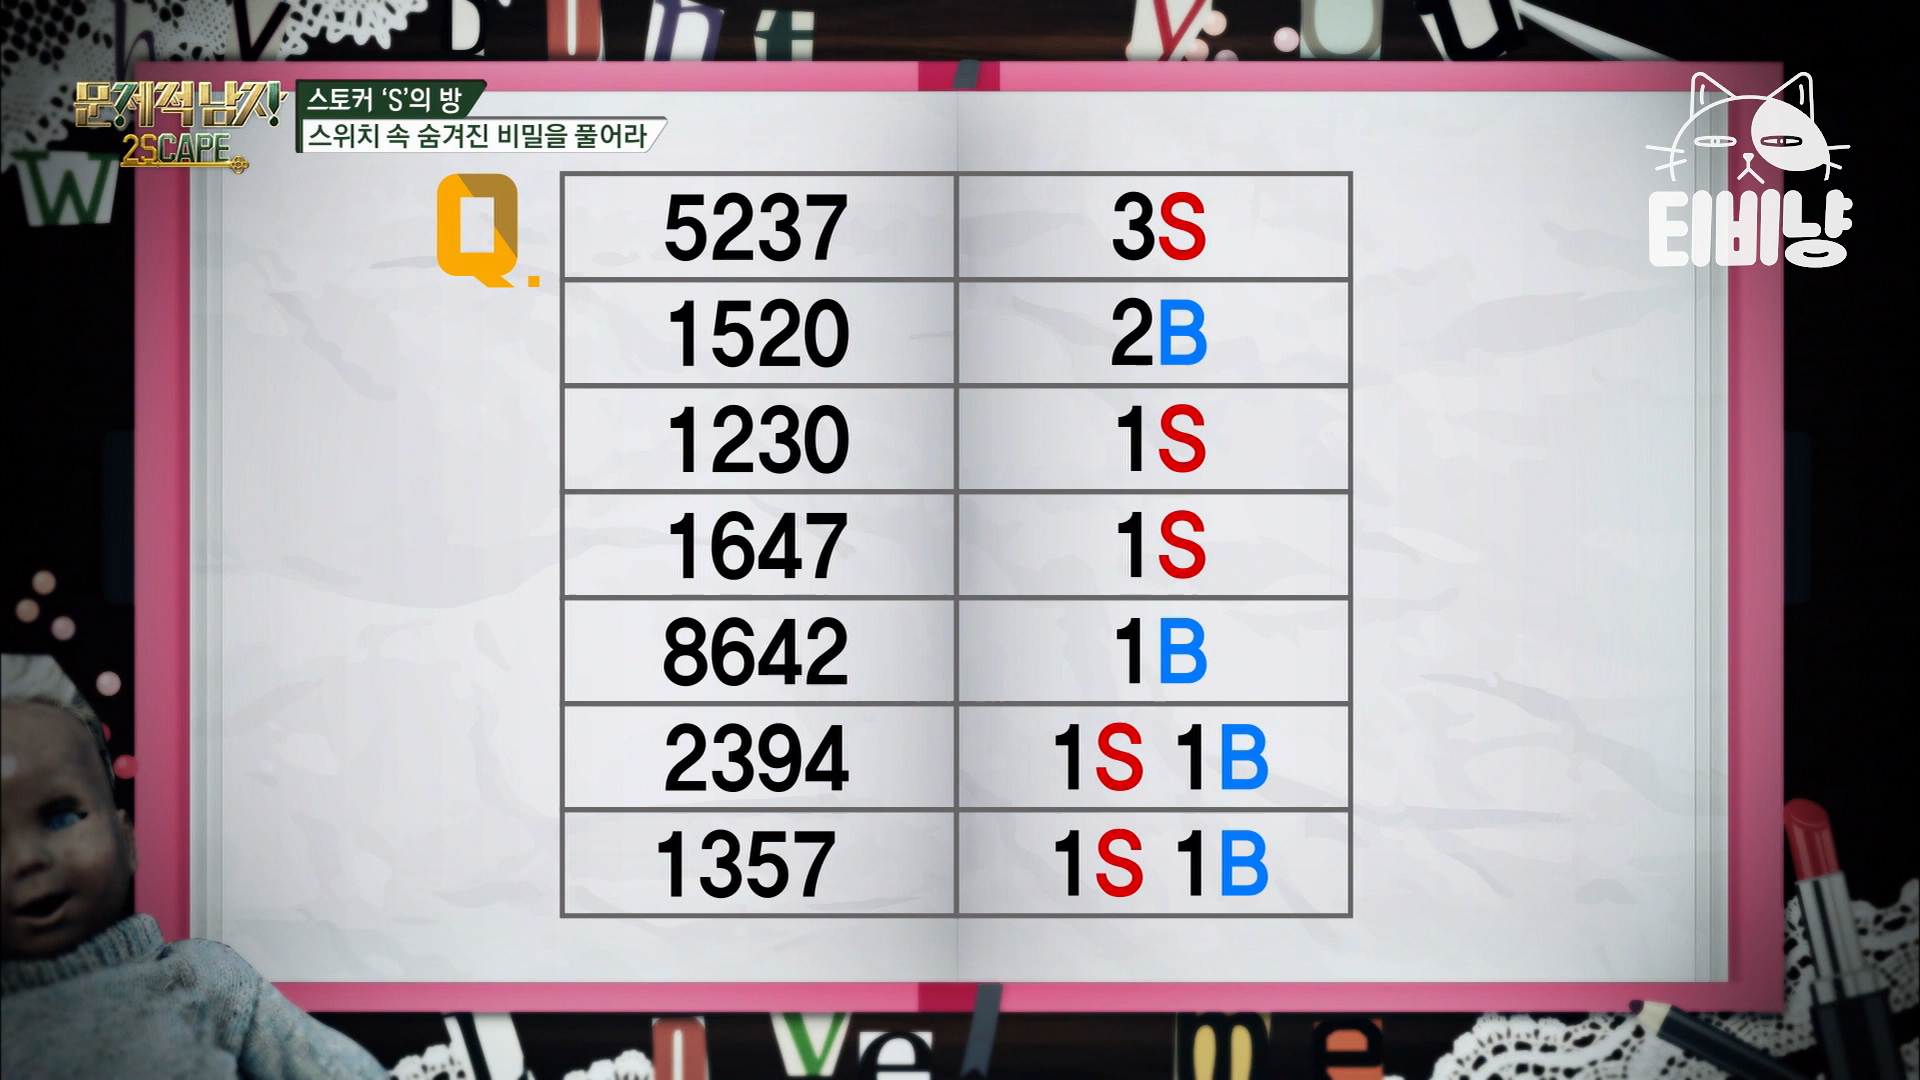 w
y
D
o
n
t
y
o
u
문제적 남자!
2SCAPE
스토커 ‘S’의 방
스위치 속 숨겨진 비밀을 풀어라
티비냥
Q.
5237 3S
1520 2B
1230 1S
1647 1S
8642 1B
2394 1S 1B
1357 1S 1B
l o v e
m e